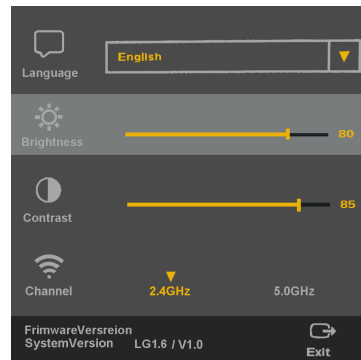 Language
English
Brightness
80
Contrast
85
Channel
2.4GHz
5.0GHz
FrimwareVersreion
SystemVersion LG1.6 / V1.0
Exit